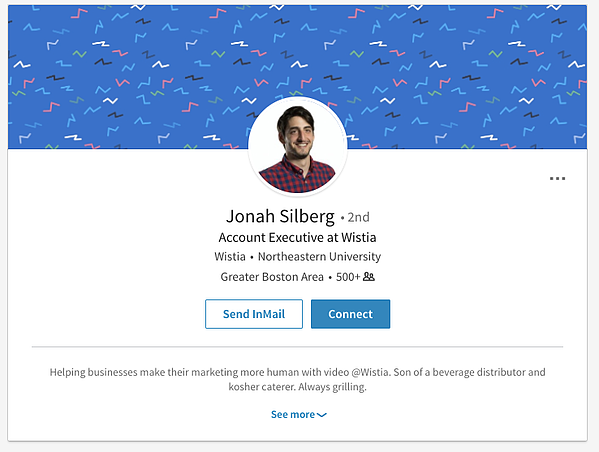 Jonah Silberg • 2nd
Account Executive at Wistia
Wistia • Northeastern University
Greater Boston Area • 500+
Send InMail Connect
Helping businesses make their marketing more human with video @Wistia. Son of a beverage distributor and
kosher caterer. Always grilling.
See more